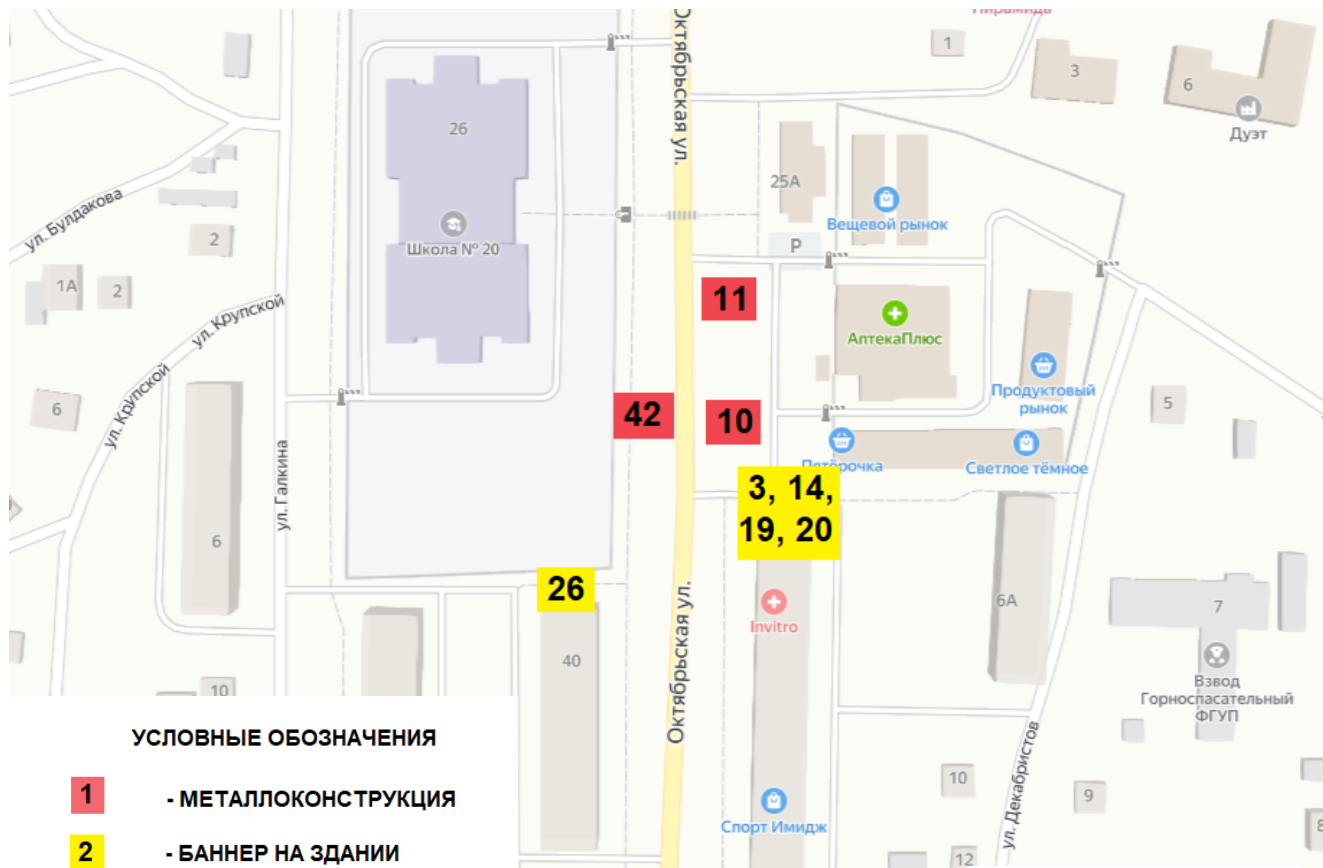 Пирамида
Октябрьская ул.
1
3
6
Дуэт
26
Школа № 20
25А
Вещевой рынок
P
ул. Булдакова
2
1А
2
ул. Крупской
11
АптекаПлюс
Продуктовый
рынок
ул. Крупской
6
42
10
5
Пятёрочка
Светлое тёмное
ул. Галкина
3, 14,
19, 20
6
26
Октябрьская ул.
Invitro
6А
7
40
Взвод
Горноспасательный
ФГУП
10
ул. Декабристов
10
9
Спорт Имидж
8
12
УСЛОВНЫЕ ОБОЗНАЧЕНИЯ
1 - МЕТАЛЛОКОНСТРУКЦИЯ
2 - БАННЕР НА ЗДАНИИ